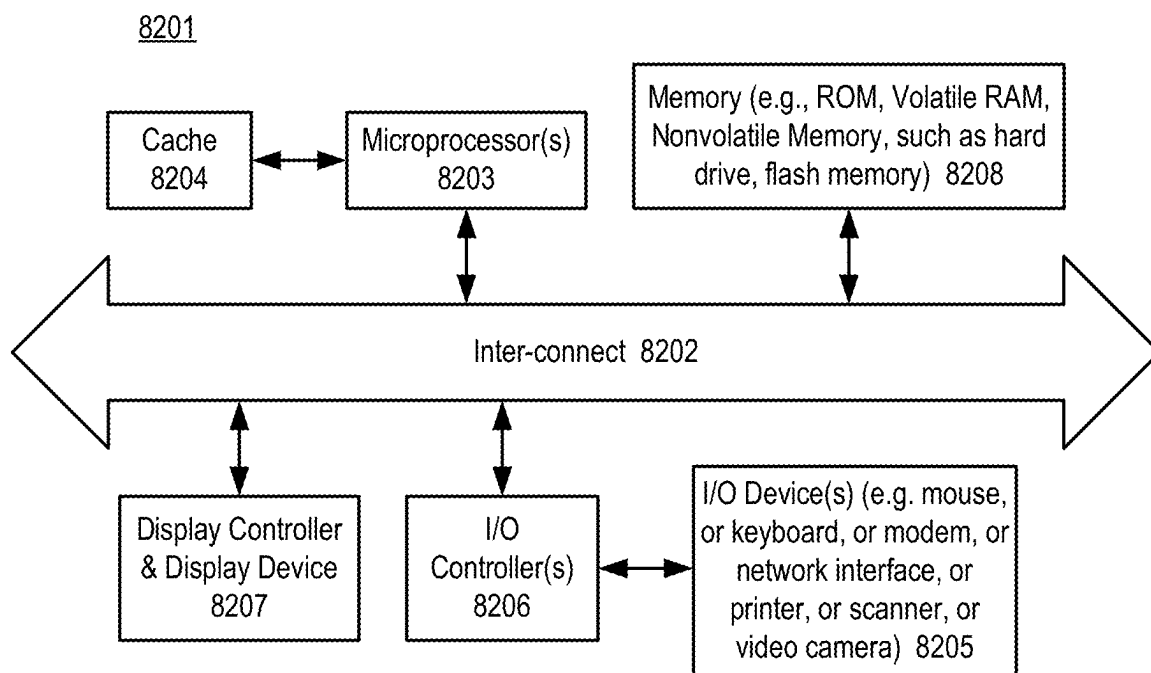 8201
Cache
8204
Microprocessor(s)
8203
Memory (e.g., ROM, Volatile RAM,
Nonvolatile Memory, such as hard
drive, flash memory) 8208
Inter-connect 8202
Display Controller
& Display Device
8207
I/O
Controller(s)
8206
I/O Device(s) (e.g. mouse,
or keyboard, or modem, or
network interface, or
printer, or scanner, or
video camera) 8205